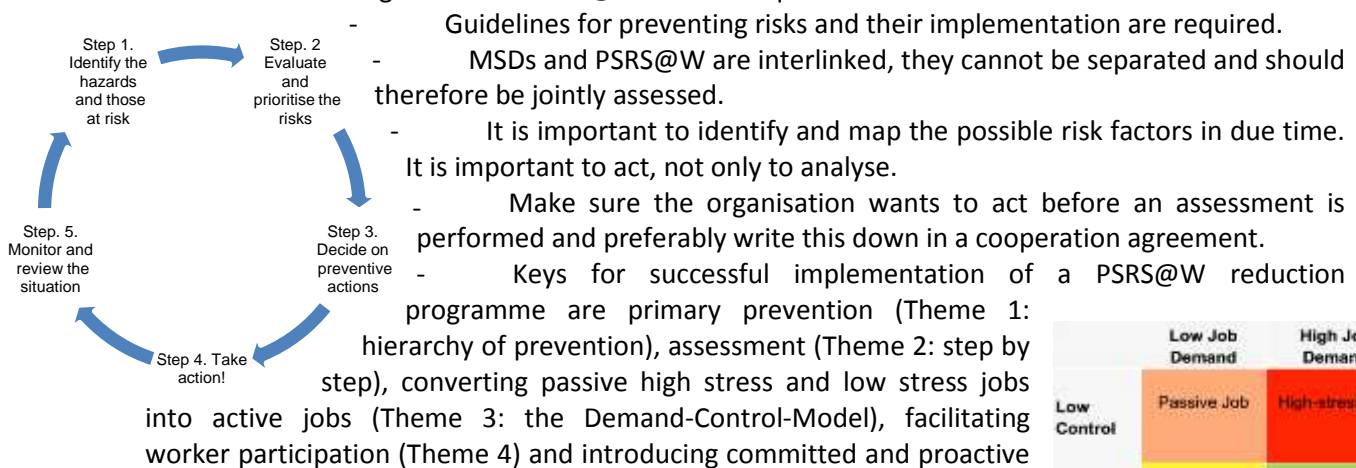 - Guidelines for preventing risks and their implementation are required.
- MSDs and PSRS@W are interlinked, they cannot be separated and should
therefore be jointly assessed.
- It is important to identify and map the possible risk factors in due time.
It is important to act, not only to analyse.
- Make sure the organisation wants to act before an assessment is
performed and preferably write this down in a cooperation agreement.
- Keys for successful implementation of a PSRS@W reduction
programme are primary prevention (Theme 1:
hierarchy of prevention), assessment (Theme 2: step by
step), converting passive high stress and low stress jobs
into active jobs (Theme 3: the Demand-Control-Model), facilitating
worker participation (Theme 4) and introducing committed and proactive
Step 1.
Identify the
hazards
and those
at risk
Step. 2
Evaluate
and
prioritise the
risks
Step 3.
Decide on
preventive
actions
Step 4. Take
action!
Step. 5.
Monitor and
review the
situation
Low Job
Demand
High
Low
Control
Passive Job